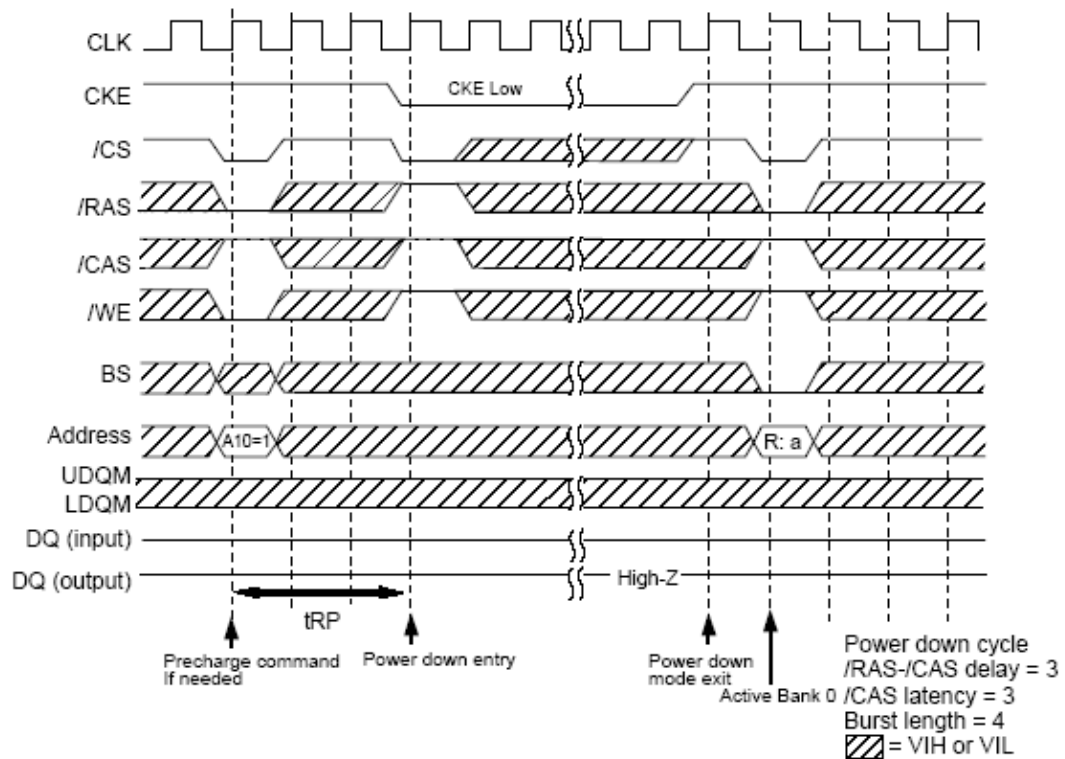 CLK
CKE
CKE Low
/CS
/RAS
/CAS
/WE
BS
Address
A10=1
R: a
UDQM
LDQM
DQ (input)
DQ (output)
High-Z
tRP
Precharge command
If needed
Power down entry
Power down
mode exit
Active Bank 0
Power down cycle
/RAS-/CAS delay = 3
/CAS latency = 3
Burst length = 4
= VIH or VIL